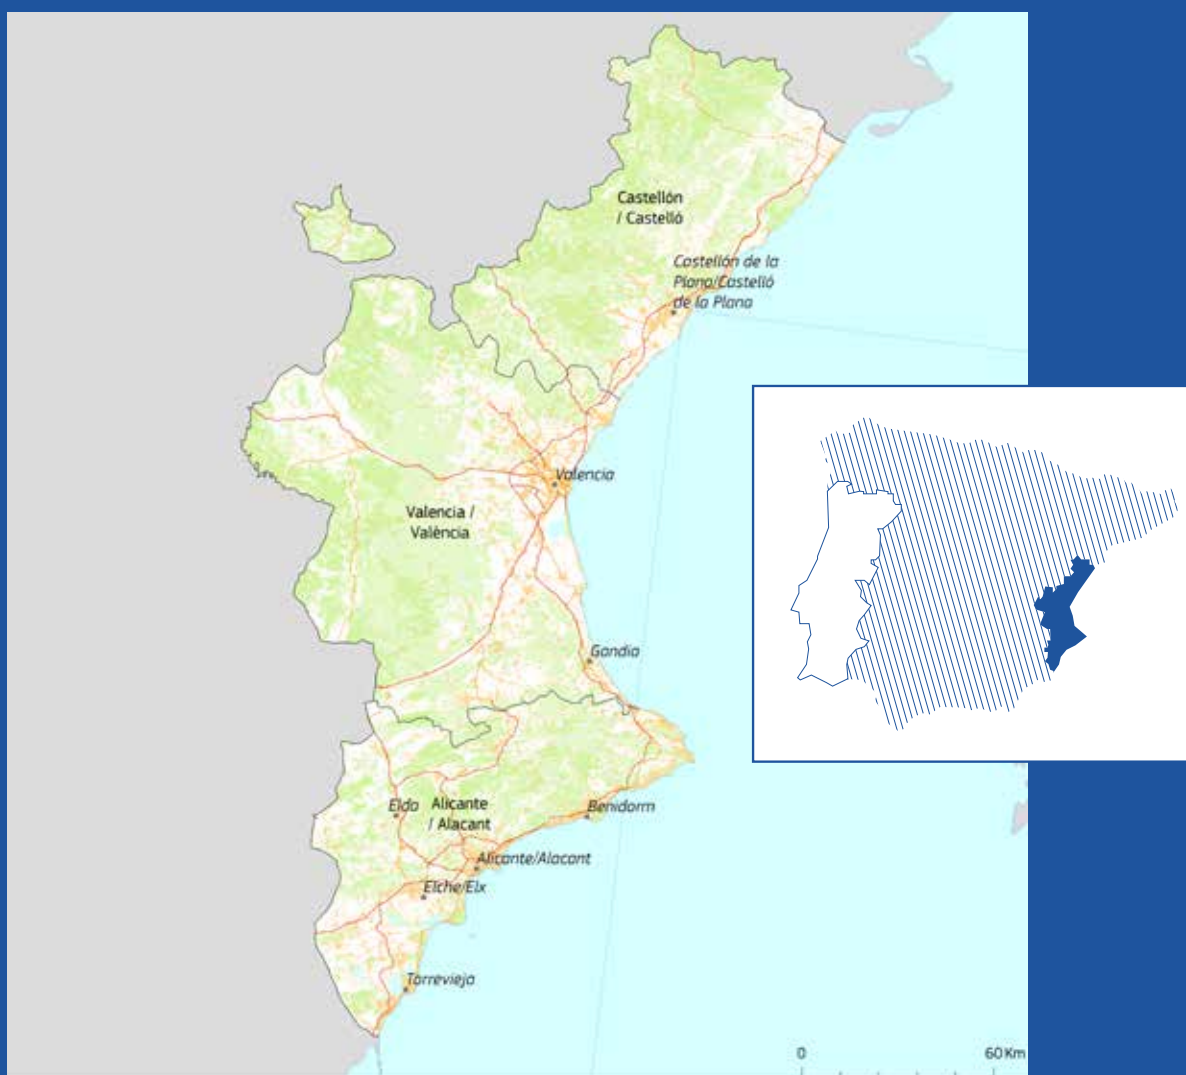 Castellón
/ Castelló
Castellón de la
Plana/Castelló
de la Plana
Valencia
Valencia /
València
Gandia
Elda
Alicante
/ Alacant
Benidorm
Alicante/Alacant
Elche/Elx
Torrevieja
0
60 Km